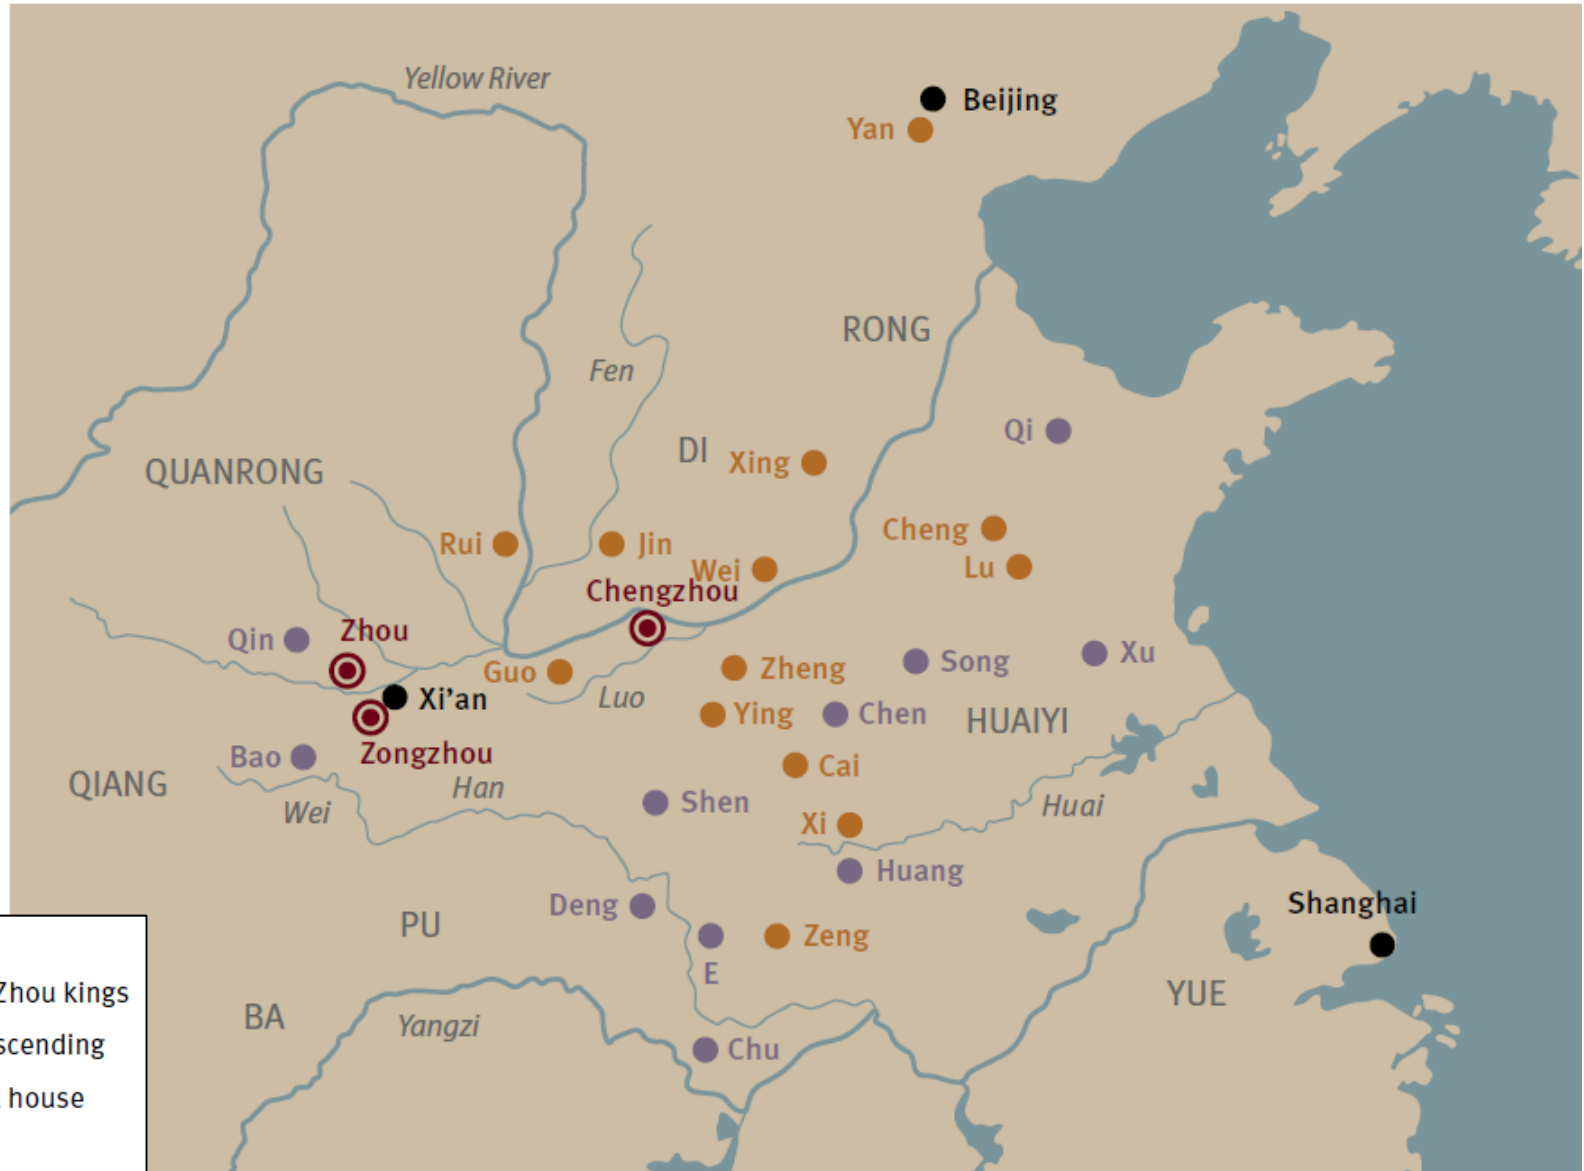 Yellow River
Beijing
Yan
RONG
Fen
Qi
DI
Xing
QUANRONG
Cheng
Rui
Jin
Wei
Lu
Chengzhou
Qin
Zhou
Guo
Zheng
Song
Xu
Xi’an
Luo
Ying
Chen
HUAIYI
Zongzhou
Bao
Cai
QIANG
Han
Wei
Shen
Xi
Huai
Huang
Deng
Shanghai
PU
Zeng
E
Zhou kings
YUE
BA
Yangzi
Chu
house